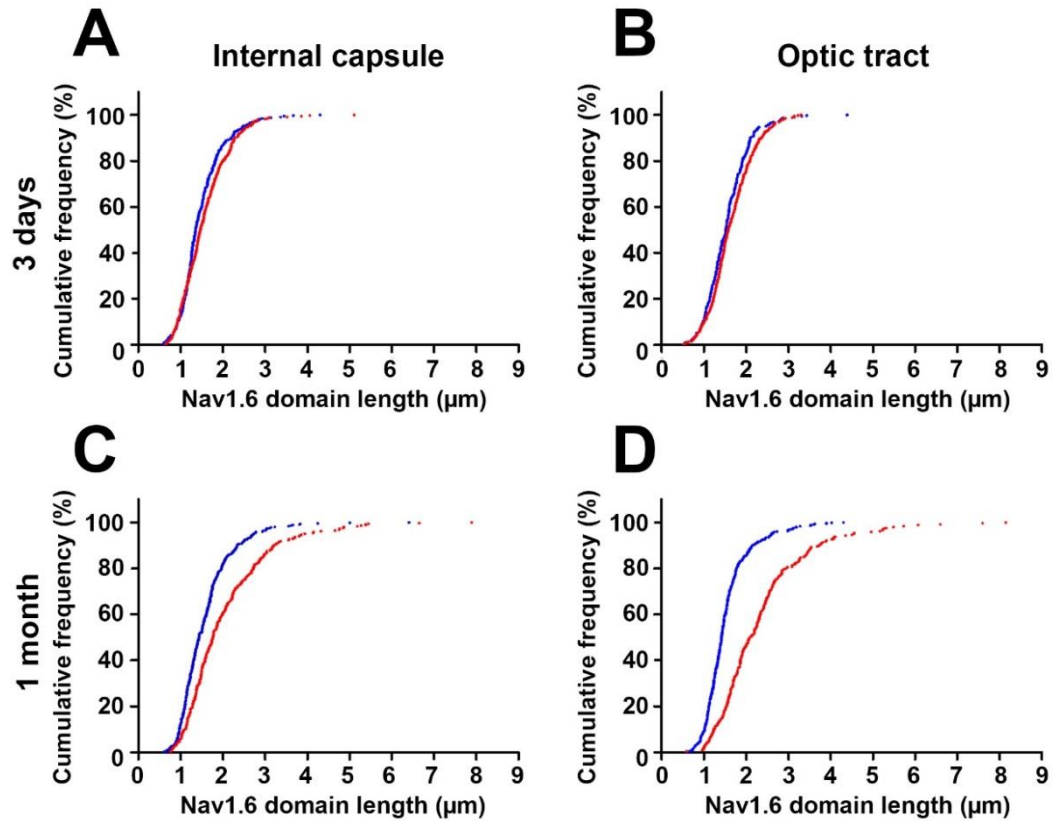 A
B
Internal capsule
Optic tract
3 days
Cumulative frequency (%)
100
80
60
40
20
0
0 1 2 3 4 5 6 7 8 9
Nav1.6 domain length (µm)
Cumulative frequency (%)
100
80
60
40
20
0
0 1 2 3 4 5 6 7 8 9
Nav1.6 domain length (µm)
C
D
1 month
Cumulative frequency (%)
100
80
60
40
20
0
0 1 2 3 4 5 6 7 8 9
Nav1.6 domain length (µm)
Cumulative frequency (%)
100
80
60
40
20
0
0 1 2 3 4 5 6 7 8 9
Nav1.6 domain length (µm)